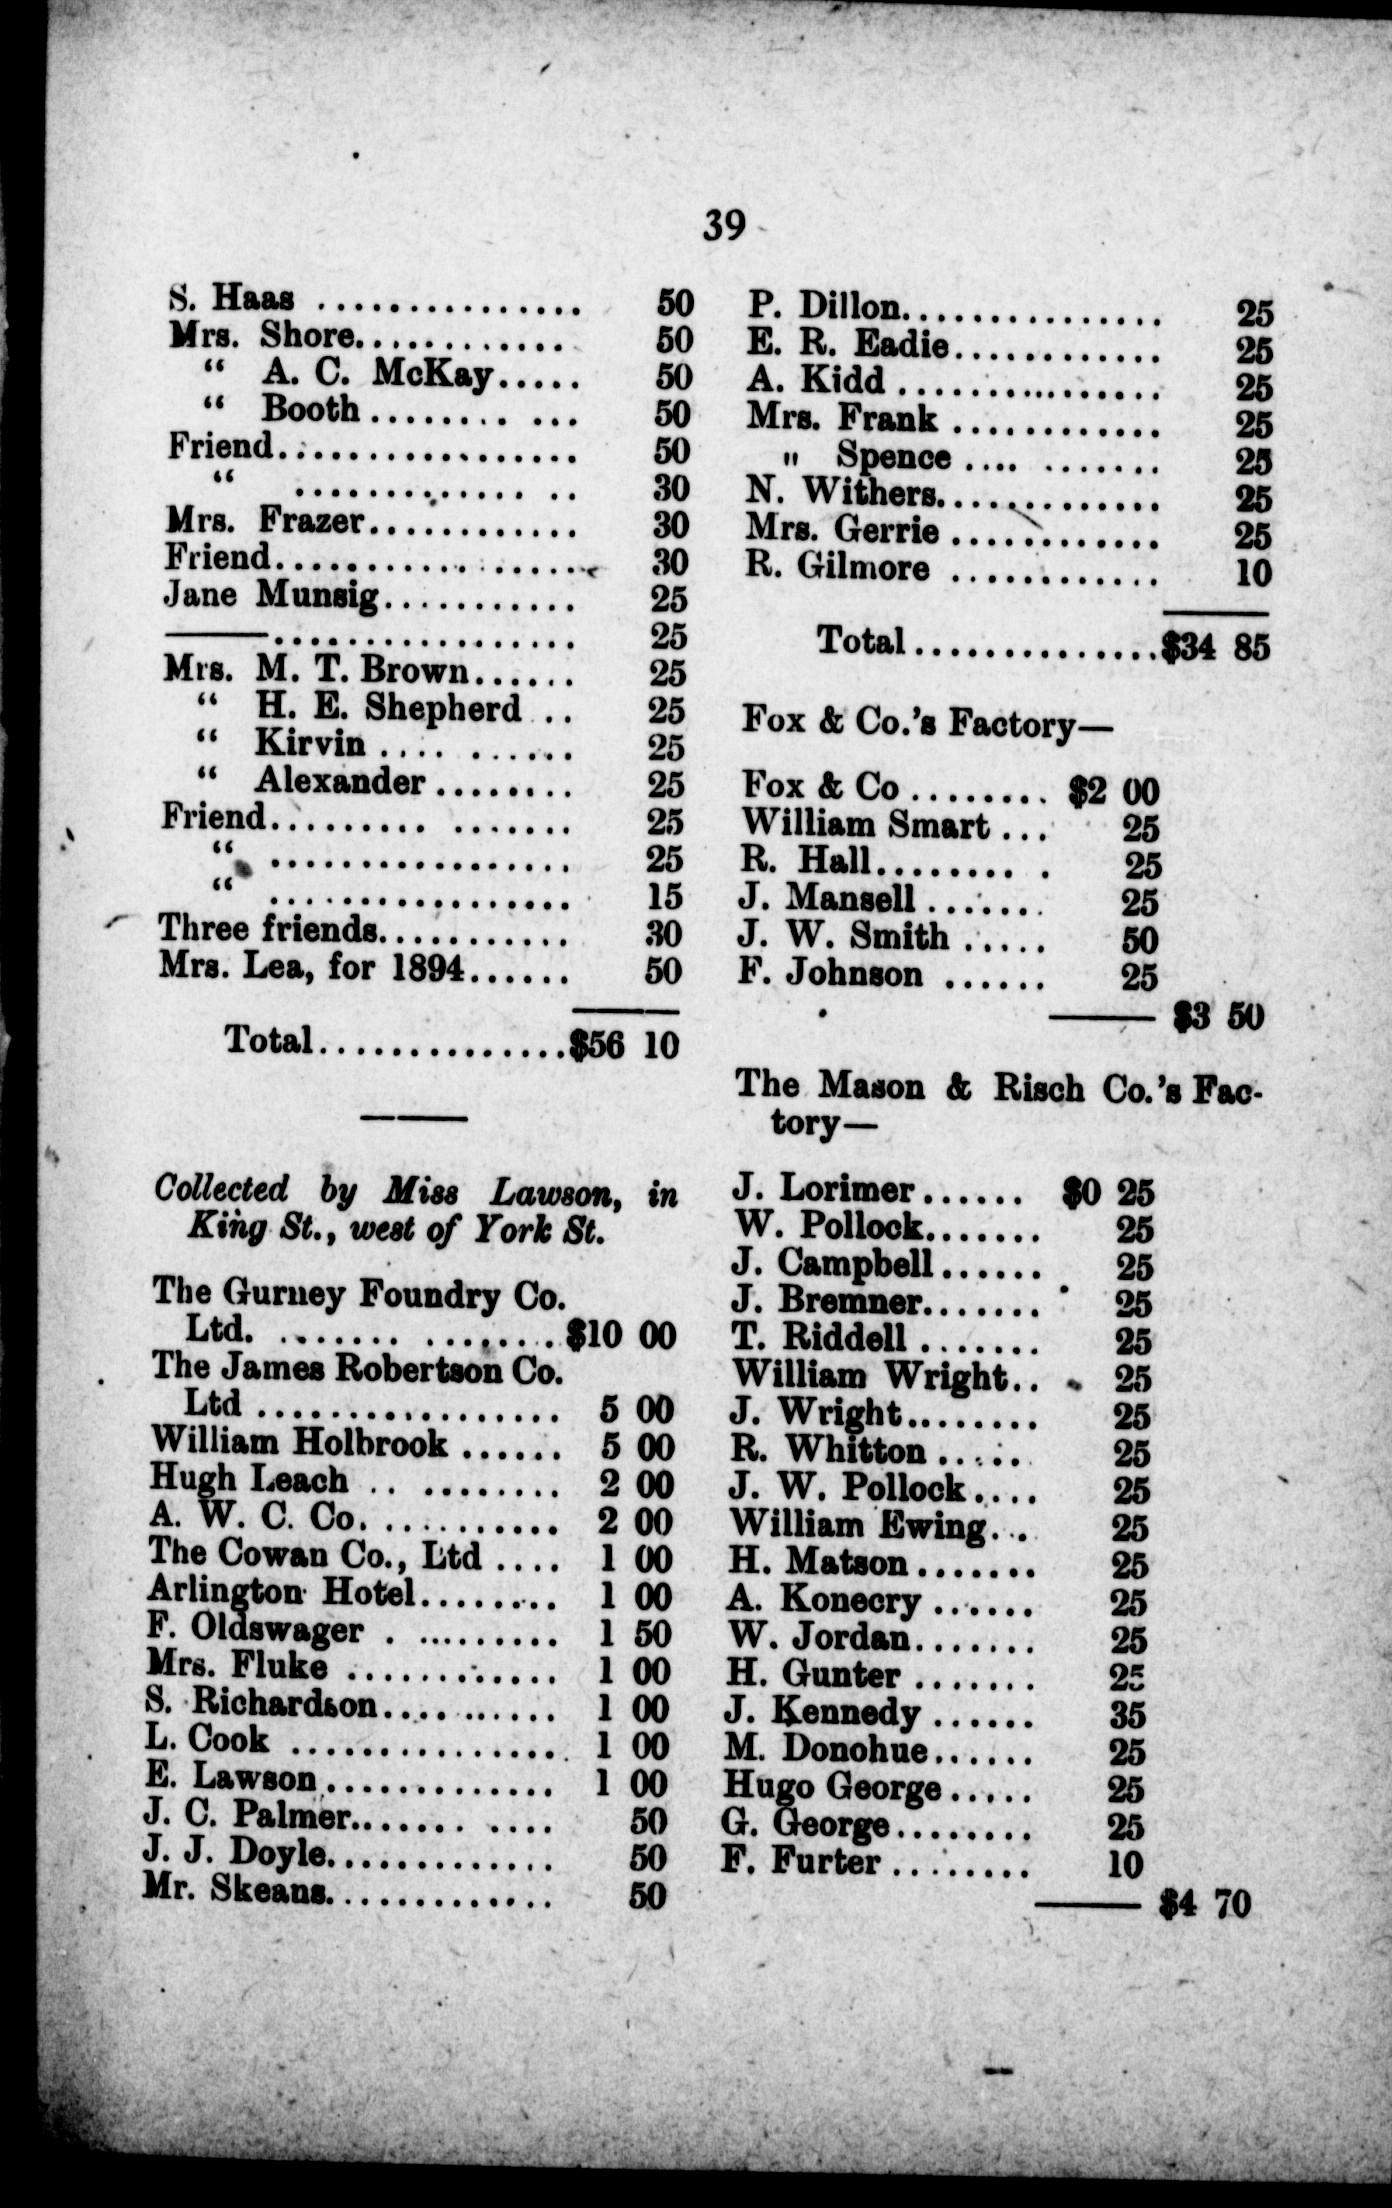 39
S. Haas ............... 50
Mrs. Shore............ 50
“ A. C. McKay..... 50
“ Booth ........ ... 50
Friend................. 50
“ ............. .. 30
Mrs. Frazer............ 30
Friend.................. 30
Jane Munsig........... 25
———................. 25
Mrs. M. T. Brown...... 25
“ H. E. Shepherd .. 25
“ Kirvin .... ...... 25
“ Alexander ........ 25
Friend......... ....... 25
“ ................. 25
“ ................. 15
Three friends........... 30
Mrs. Lea, for 1894...... 50
Total..............$56 10
Collected by Miss Lawson, in
King St., west of York St.
The Gurney Foundry Co.
Ltd. ........ ........$10 00
The James Robertson Co.
Ltd ................. 5 00
William Holbrook ...... 5 00
Hugh Leach .. ........ 2 00
A. W. C. Co. .......... 2 00
The Cowan Co., Ltd .... 1 00
Arlington Hotel........ 1 00
F. Oldswager . ......... 1 50
Mrs. Fluke ............ 1 00
S. Richardson.... ...... 1 00
L. Cook ............... 1 00
E. Lawson............. 1 00
J. C. Palmer....... .... 50
J. J. Doyle............. 50
Mr. Skeans............. 50
P. Dillon............... 25
E. R. Eadie............ 25
A. Kidd ............... 25
Mrs. Frank ............ 25
" Spence .... ....... 25
N. Withers............. 25
Mrs. Gerrie ............ 25
R. Gilmore ............ 10
Total..............$34 85
Fox & Co.’s Factory—
Fox & Co ........ $2 00
William Smart ... 25
R. Hall........ . 25
J. Mansell ....... 25
J. W. Smith ..... 50
F. Johnson ...... 25
——— $3 50
The Mason & Risch Co.’s Fac-
tory—
J. Lorimer...... $0 25
W. Pollock....... 25
J. Campbell...... 25
J. Bremner....... 25
T. Riddell ....... 25
William Wright.. 25
J. Wright........ 25
R. Whitton ..... 25
J. W. Pollock.... 25
William Ewing... 25
H. Matson ....... 25
A. Konecry ...... 25
W. Jordan....... 25
H. Gunter ....... 25
J. Kennedy ...... 35
M. Donohue...... 25
Hugo George..... 25
G. George........ 25
F. Furter ........ 10
——— $4 70